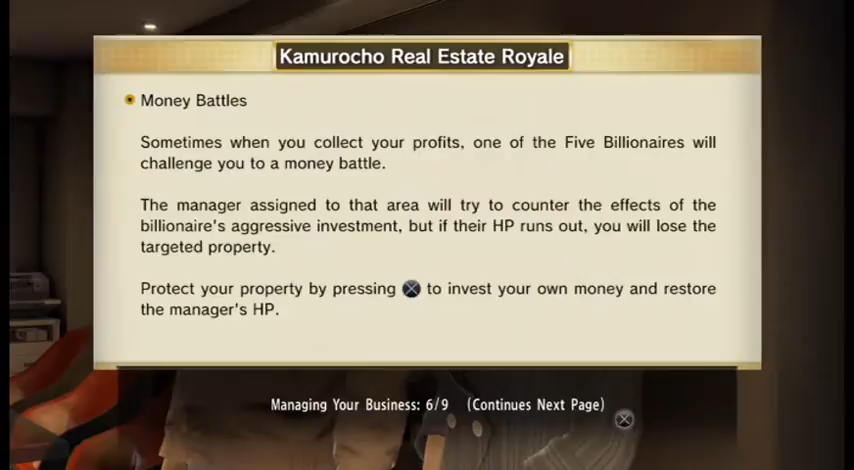 Kamurocho Real Estate Royale
Money Battles
Sometimes when you collect your profits, one of the Five Billionaires will
challenge you to a money battle.
The manager assigned to that area will try to counter the effects of the
billionaire's aggressive investment, but if their HP runs out, you will lose the
targeted property.
Protect your property by pressing to invest your own money and restore
the manager's HP.
Managing Your Business: 6/9 (Continues Next Page)